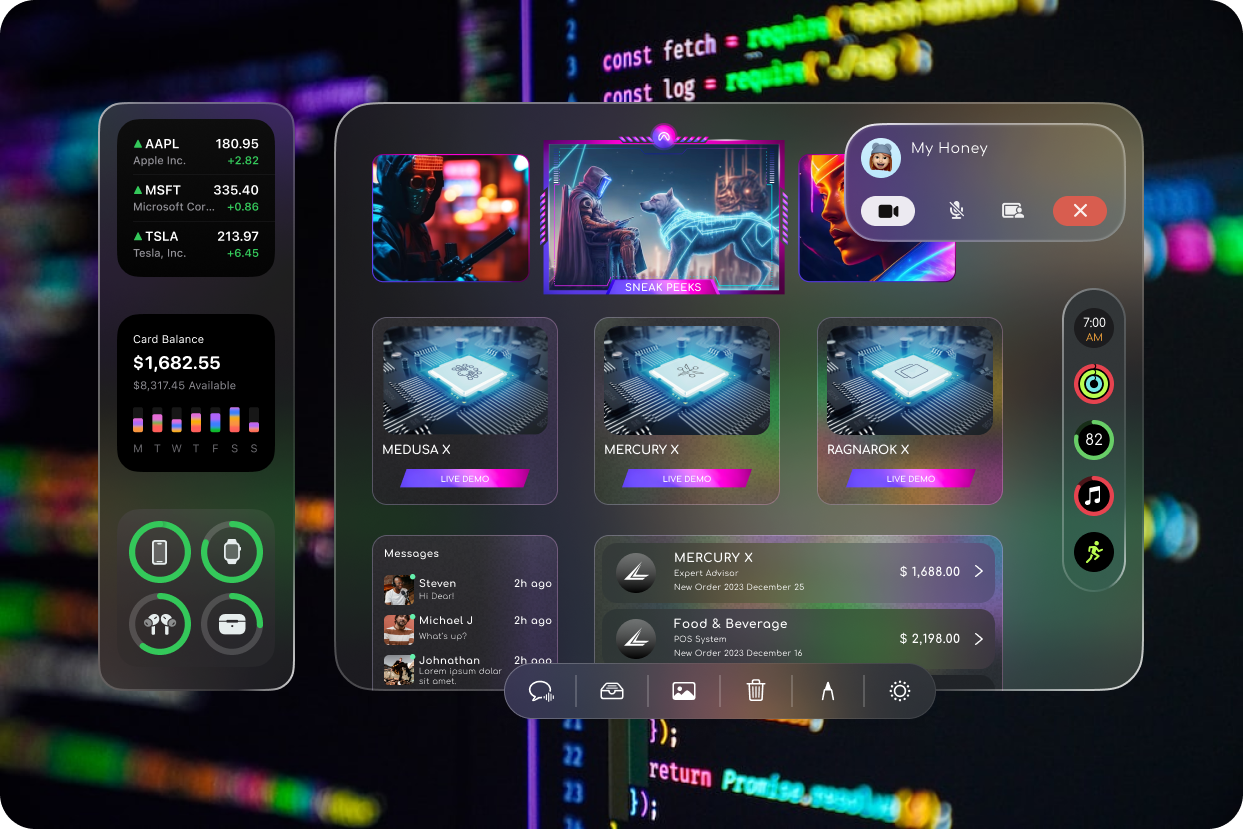 2
3
const fetch = require(
const log = require(
AAPL 180.95
Apple Inc. +2.82
MSFT 335.40
Microsoft Cor... +0.86
TSLA 213.97
Tesla, Inc. +6.45
Card Balance
$1,682.55
$8,317.45 Available
M T W T F S S
SNEAK PEEKS
My Honey
MEDUSA X
LIVE DEMO
MERCURY X
LIVE DEMO
RAGNAROK X
LIVE DEMO
7:00
AM
82
Messages
Steven 2h ago
Hi Dear!
Michael J 2h ago
What's up?
Johnathan 2h ago
Lorem ipsum dolor
sit amet.
MERCURY X
Expert Advisor
New Order 2023 December 25
$ 1,688.00
Food & Beverage
POS System
New Order 2023 December 16
$ 2,198.00
21 });
22 return Promise.resolve
23 });